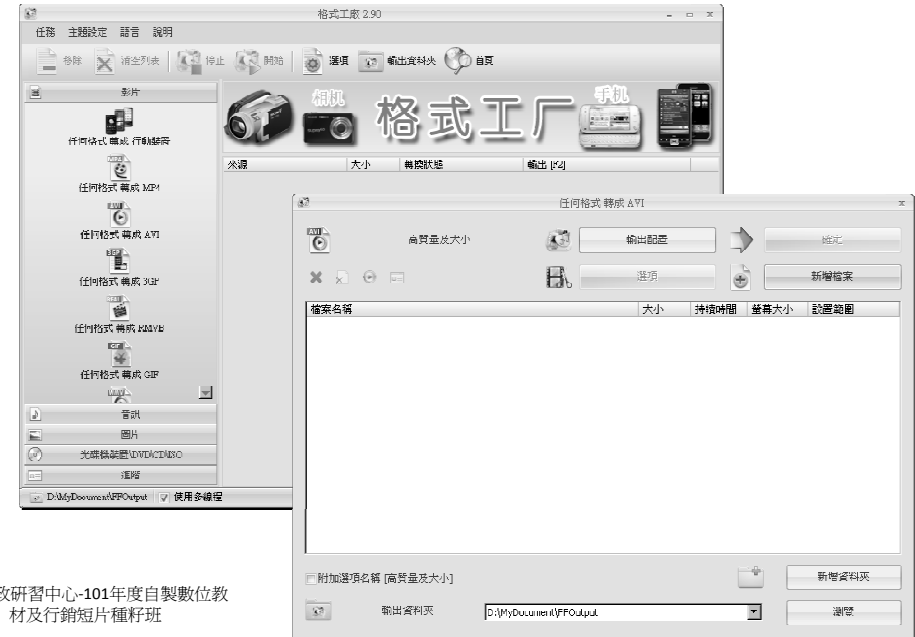 格式工廠 2.90
任務 主題設定 語言 說明
移除 清空列表 停止 開始 選項 輸出資料夾 首頁
影片
相机 格式工厂 手机
任何格式 轉成 行動裝置
來源 大小 轉換狀態 輸出 [F2]
任何格式 轉成 MP4
任何格式 轉成 AVI
任何格式 轉成 3GP
任何格式 轉成 RMVB
任何格式 轉成 GIF
音訊
圖片
光碟機裝置\DVD\CD\ISO
進階
D:\MyDocument\FFOutput 使用多線程
任何格式 轉成 AVI
高質量及大小 輸出配置 確定
選項 新增檔案
檔案名稱 大小 持續時間 螢幕大小 設置範圍
附加選項名稱 [高質量及大小] 新增資料夾
輸出資料夾 D:\MyDocument\FFOutput 瀏覽
政研習中心-101年度自製數位教
材及行銷短片種籽班